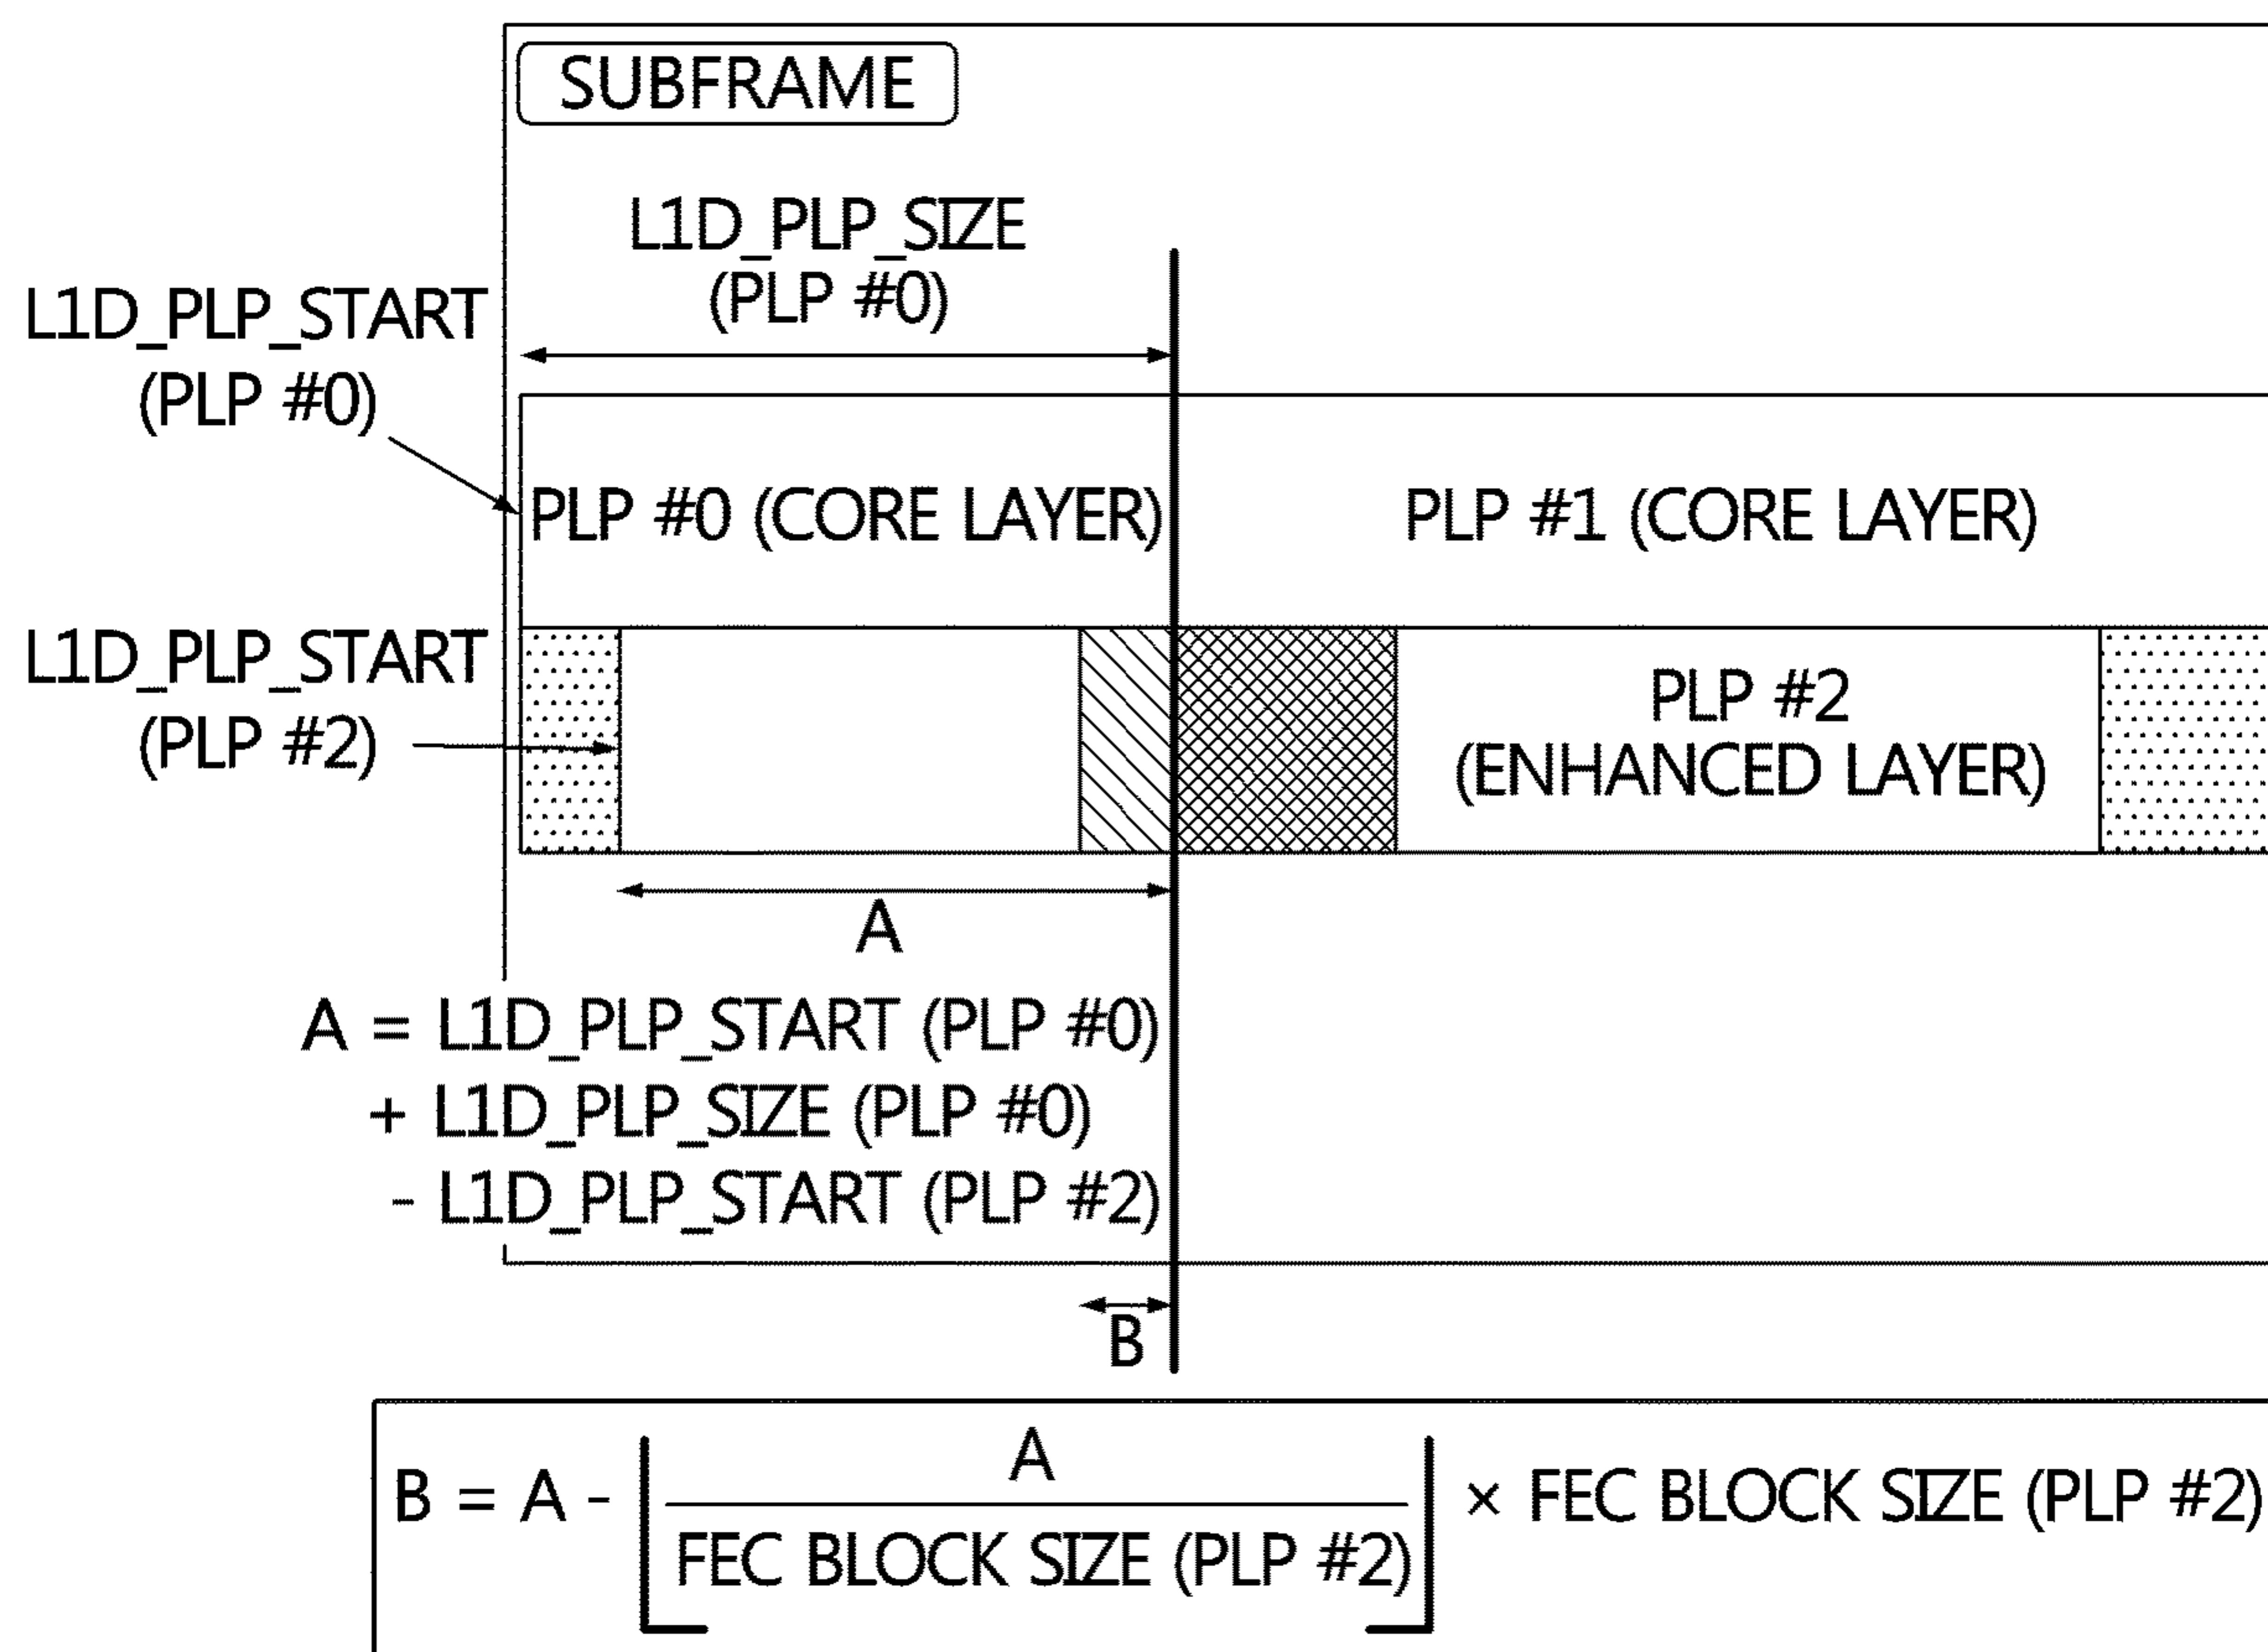 SUBFRAME
L1D_PLP_SIZE
(PLP #0)
L1D_PLP_START
(PLP #0)
PLP #0 (CORE LAYER)
PLP #1 (CORE LAYER)
L1D_PLP_START
(PLP #2)
PLP #2
(ENHANCED LAYER)
A
A = L1D_PLP_START (PLP #0)
+ L1D_PLP_SIZE (PLP #0)
- L1D_PLP_START (PLP #2)
B
B = A - ⌊ A / FEC BLOCK SIZE (PLP #2) ⌋ × FEC BLOCK SIZE (PLP #2)